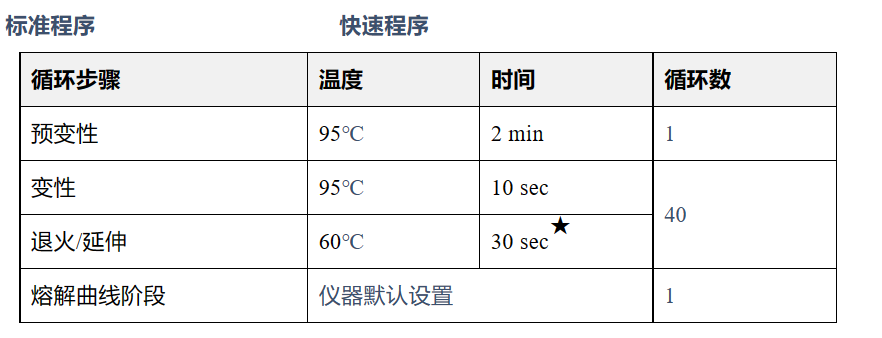 标准程序 快速程序
循环步骤 温度 时间 循环数
预变性 95℃ 2 min 1
变性 95℃ 10 sec 40
退火/延伸 60℃ 30 sec★
熔解曲线阶段 仪器默认设置 1